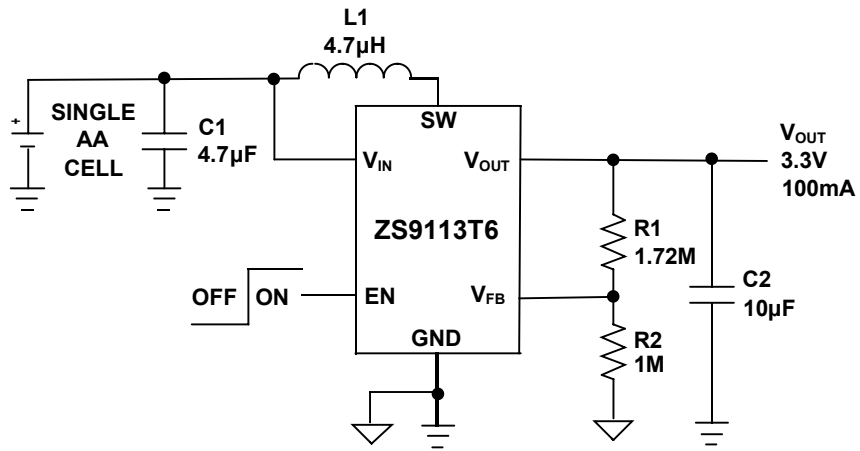 L1
4.7µH
SINGLE
AA
CELL
+
C1
4.7µF
SW
V_IN
V_OUT
ZS9113T6
OFF
ON
EN
V_FB
GND
R1
1.72M
R2
1M
C2
10µF
V_OUT
3.3V
100mA